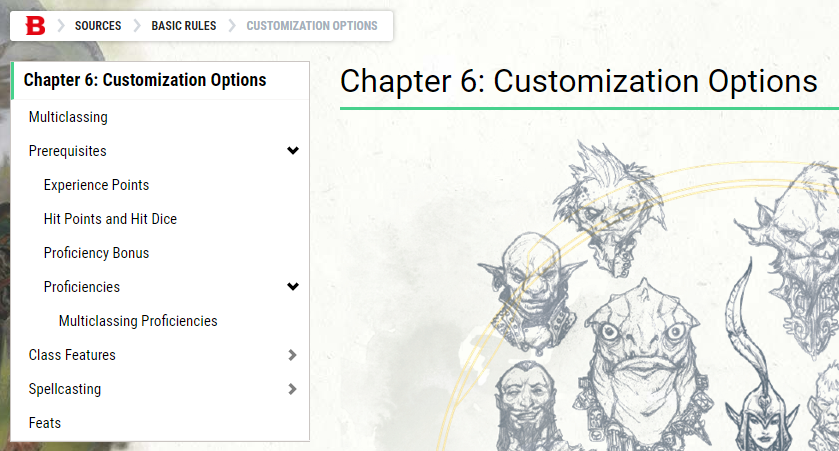 B SOURCES BASIC RULES CUSTOMIZATION OPTIONS
Chapter 6: Customization Options
Multiclassing
Prerequisites
Experience Points
Hit Points and Hit Dice
Proficiency Bonus
Proficiencies
Multiclassing Proficiencies
Class Features
Spellcasting
Feats
Chapter 6: Customization Options